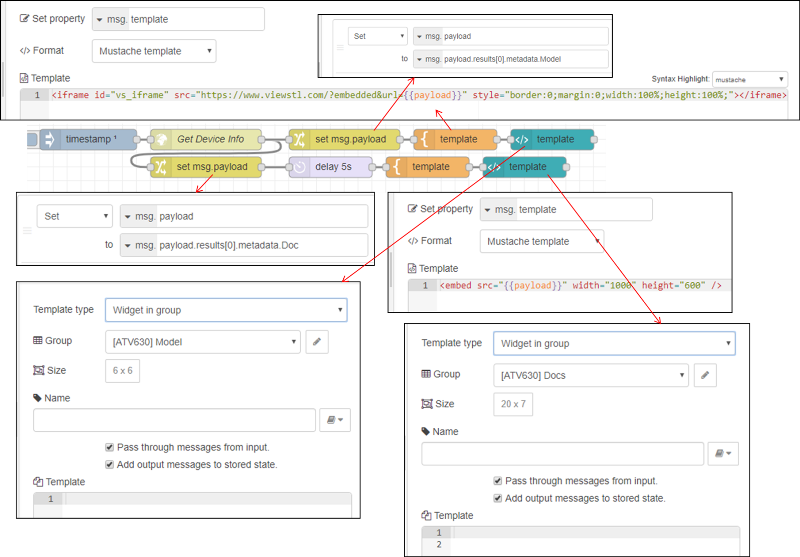 Set property
msg. template
Format
Mustache template
Template
Syntax Highlight: mustache
1 <iframe id="vs_iframe" src="https://www.viewstl.com/?embedded&url={{payload}}" style="border:0;margin:0;width:100%;height:100%;"></iframe>
Set
msg. payload
to
msg. payload.results[0].metadata.Model
timestamp ¹
Get Device Info
set msg.payload
template
template
set msg.payload
delay 5s
template
template
Set
msg. payload
to
msg. payload.results[0].metadata.Doc
Set property
msg. template
Format
Mustache template
Template
1 <embed src="{{payload}}" width="1000" height="600" />
Template type
Widget in group
Group
[ATV630] Model
Size
6 x 6
Name
Pass through messages from input.
Add output messages to stored state.
Template
1
Template type
Widget in group
Group
[ATV630] Docs
Size
20 x 7
Name
Pass through messages from input.
Add output messages to stored state.
Template
1
2